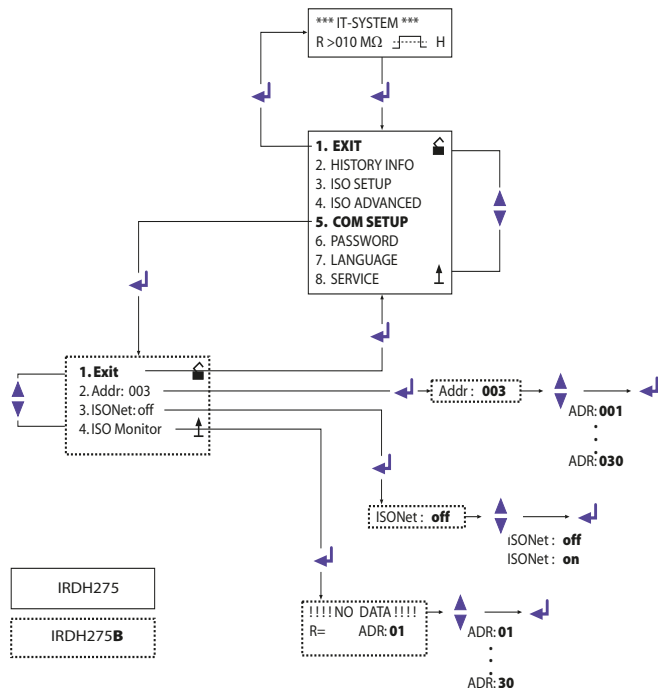 *** IT-SYSTEM ***
R >010 MΩ H
1. EXIT
2. HISTORY INFO
3. ISO SETUP
4. ISO ADVANCED
5. COM SETUP
6. PASSWORD
7. LANGUAGE
8. SERVICE
1. Exit
2. Addr: 003
3. ISONet: off
4. ISO Monitor
Addr: 003
ADR: 001
.
.
.
ADR: 030
ISONet: off
ISONet: off
ISONet: on
!!!!NO DATA!!!!
R= ADR: 01
ADR: 01
.
.
.
ADR: 30
IRDH275
IRDH275B